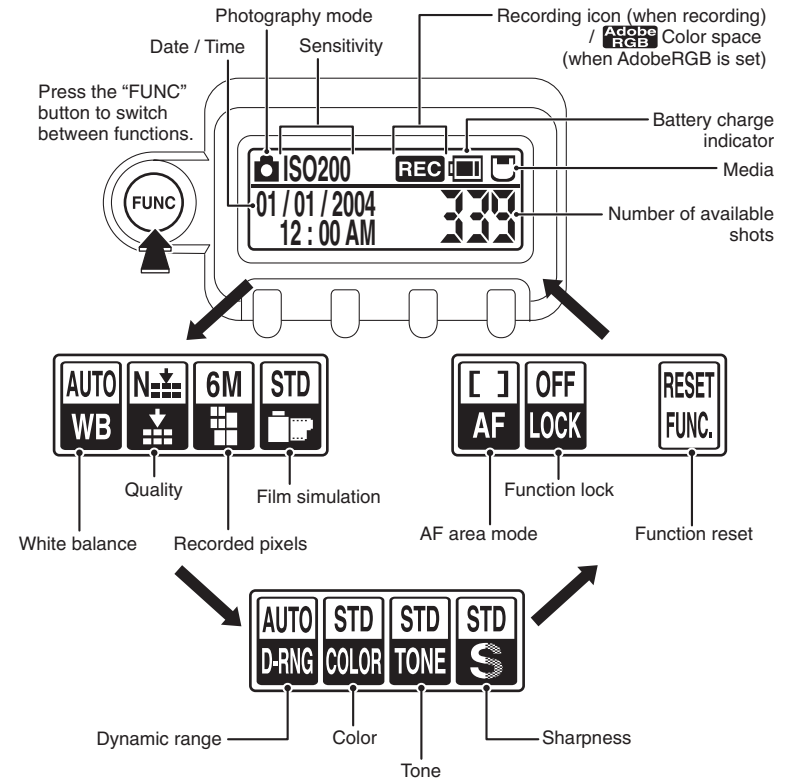 Photography mode
Date / Time
Sensitivity
Recording icon (when recording)
/ Adobe RGB Color space
(when AdobeRGB is set)
Press the “FUNC”
button to switch
between functions.
Battery charge
indicator
Media
Number of available
shots
FUNC
ISO200 REC
01 / 01 / 2004
12 : 00 AM
339
AUTO N 6M STD
WB
[ ] OFF RESET
AF LOCK FUNC.
Quality
Film simulation
White balance
Recorded pixels
Function lock
AF area mode
Function reset
AUTO STD STD STD
D-RNG COLOR TONE S
Dynamic range
Color
Tone
Sharpness